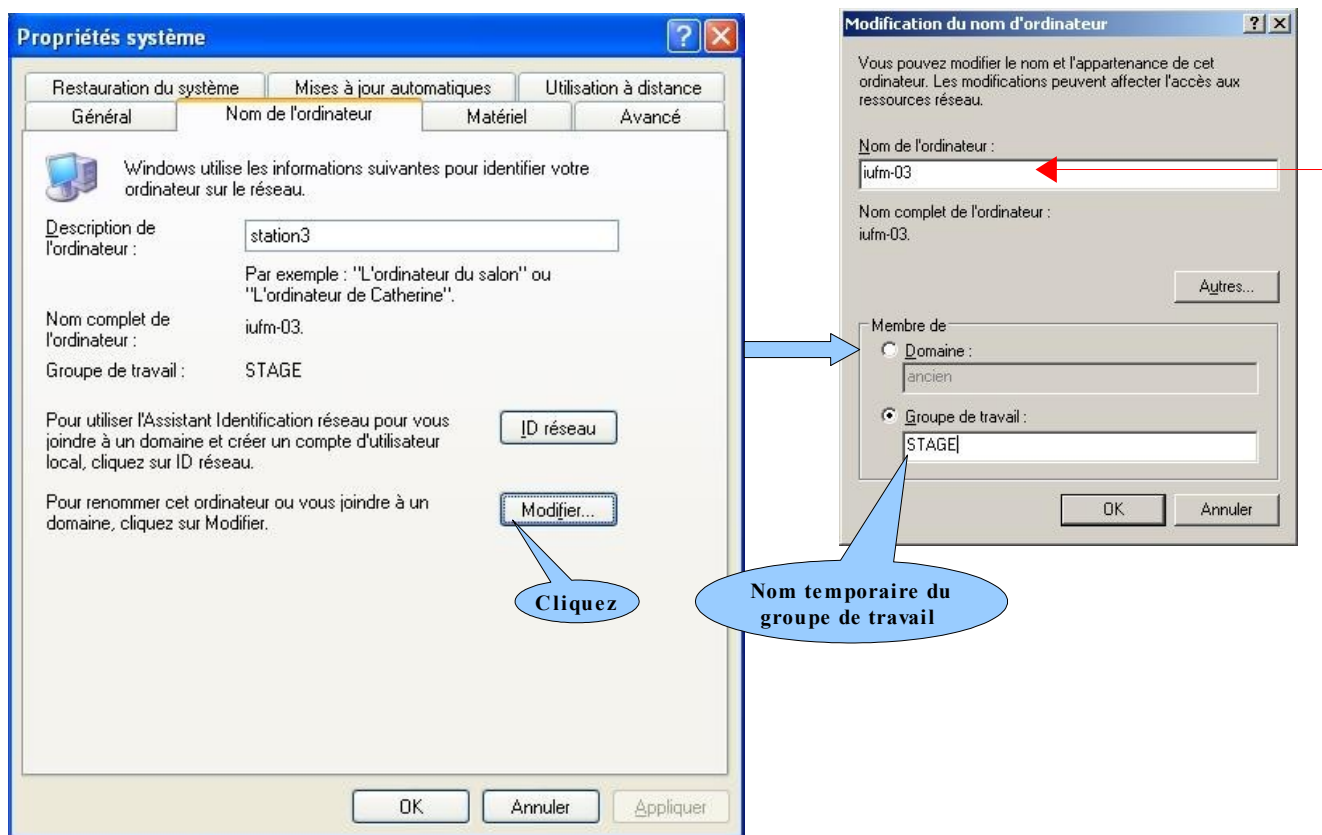 Propriétés système
Restauration du système
Mises à jour automatiques
Utilisation à distance
Général
Nom de l'ordinateur
Matériel
Avancé
Windows utilise les informations suivantes pour identifier votre
ordinateur sur le réseau.
Description de
l'ordinateur :
station3
Par exemple : "L'ordinateur du salon" ou
"L'ordinateur de Catherine".
Nom complet de
l'ordinateur :
iufm-03.
Groupe de travail :
STAGE
Pour utiliser l'Assistant Identification réseau pour vous
joindre à un domaine et créer un compte d'utilisateur
local, cliquez sur ID réseau.
ID réseau
Pour renommer cet ordinateur ou vous joindre à un
domaine, cliquez sur Modifier.
Modifier...
Cliquez
OK
Annuler
Appliquer
Modification du nom d'ordinateur
Vous pouvez modifier le nom et l'appartenance de cet
ordinateur. Les modifications peuvent affecter l'accès aux
ressources réseau.
Nom de l'ordinateur :
iufm-03
Nom complet de l'ordinateur :
iufm-03.
Autres...
Membre de
Domaine :
ancien
Groupe de travail :
STAGE
OK
Annuler
Nom temporaire du
groupe de travail